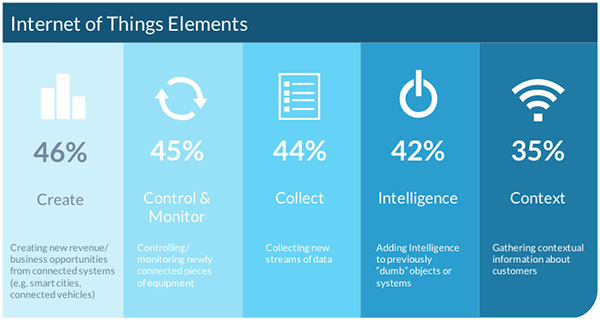 Internet of Things Elements
46%
Create
Creating new revenue/
business opportunities
from connected systems
(e.g. smart cities,
connected vehicles)
45%
Control &
Monitor
Controlling/
monitoring newly
connected pieces
of equipment
44%
Collect
Collecting new
streams of data
42%
Intelligence
Adding Intelligence
to previously
"dumb" objects or
systems
35%
Context
Gathering contextual
information about
customers